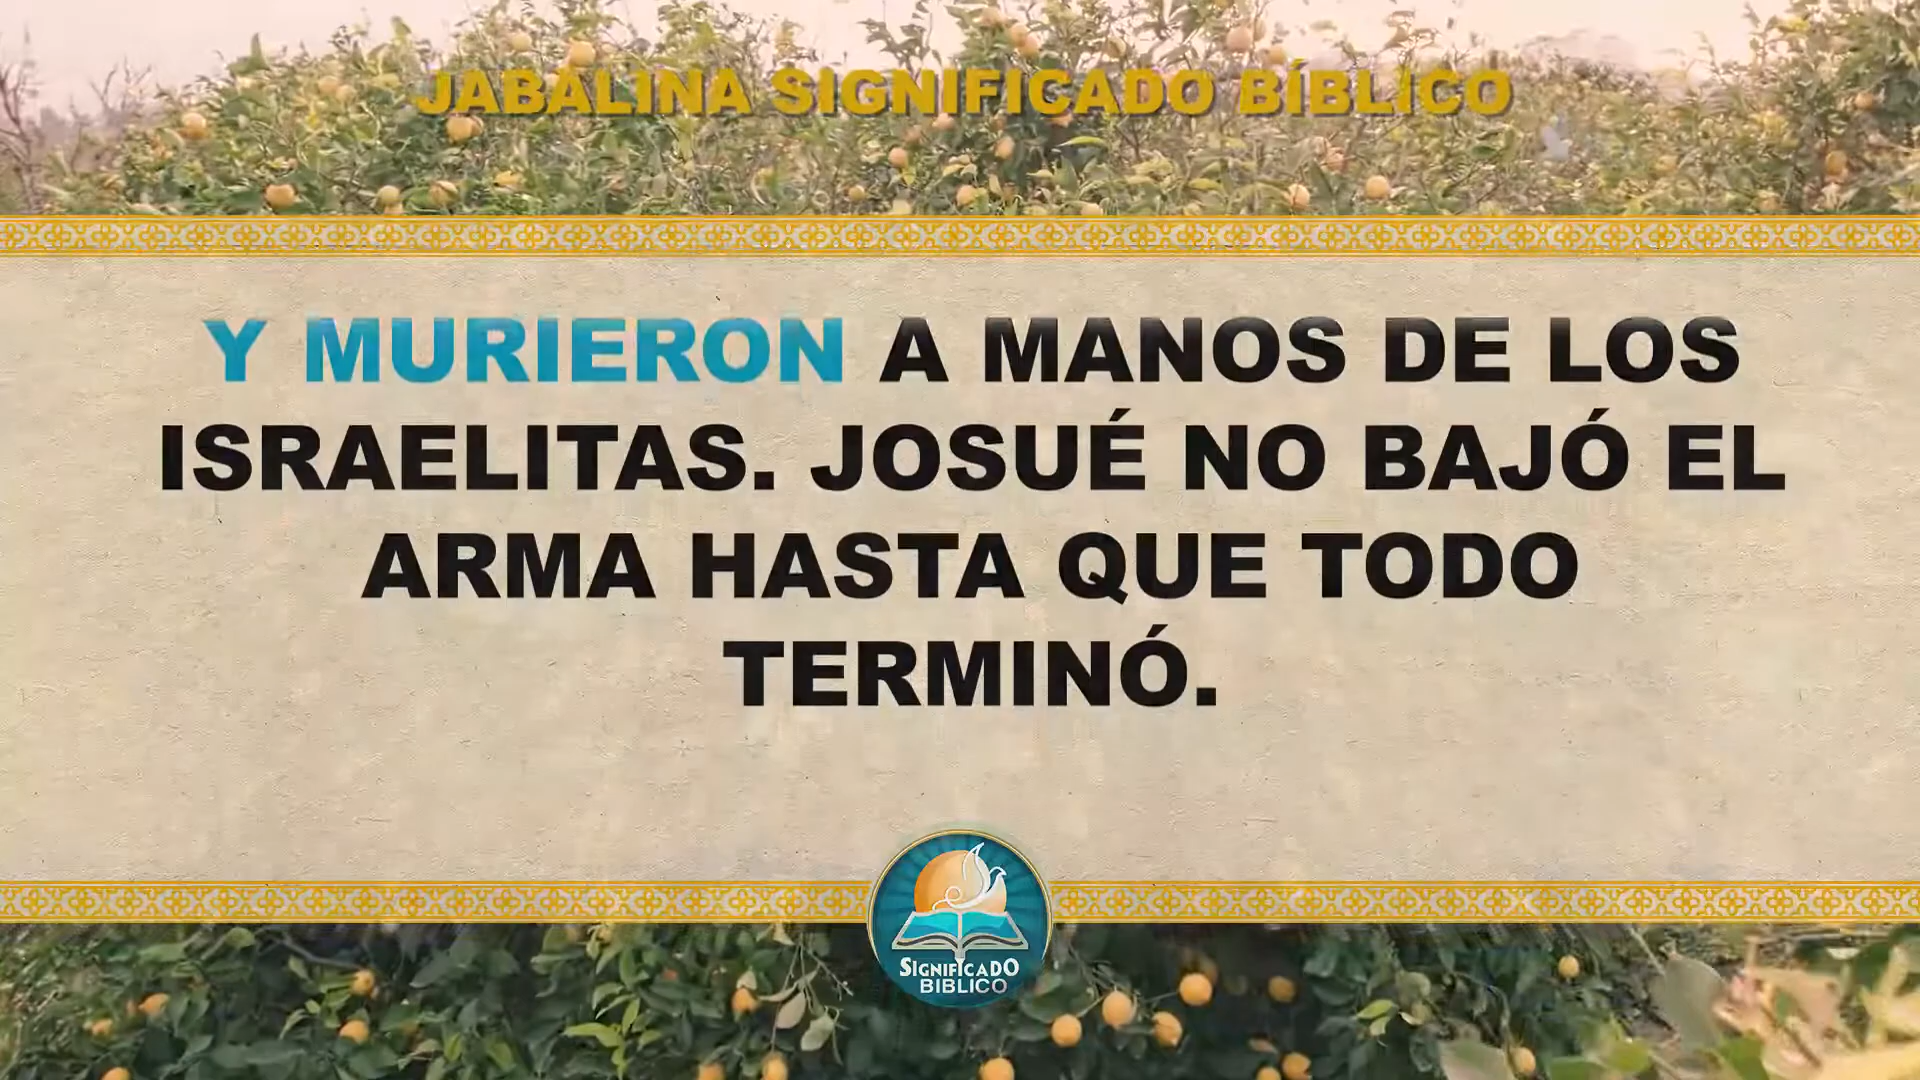 JABALINA SIGNIFICADO BÍBLICO
Y MURIERON A MANOS DE LOS
ISRAELITAS. JOSUÉ NO BAJÓ EL
ARMA HASTA QUE TODO
TERMINÓ.
SIGNIFICADO
BIBLICO